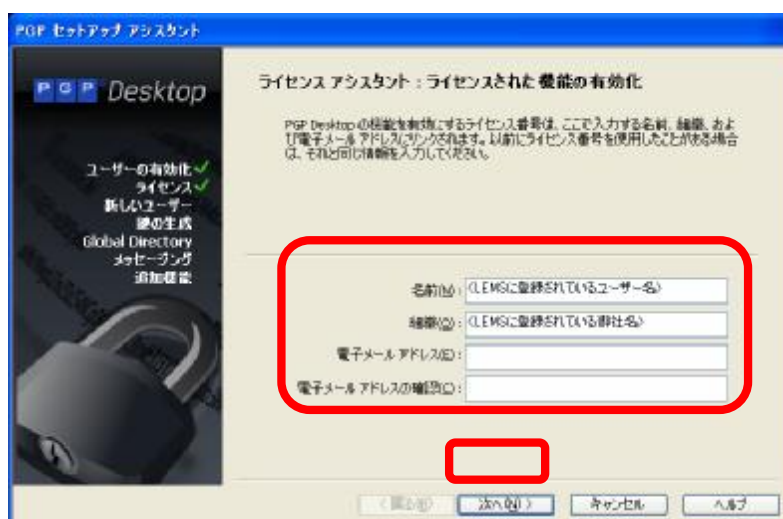 PGP セットアップ アシスタント
PGP Desktop
ライセンス アシスタント : ライセンスされた機能の有効化
PGP Desktop の機能を有効にするライセンス番号は、ここで入力する名前、組織、およ
び電子メール アドレスにリンクされます。以前にライセンス番号を使用したことがある場合
は、それと同じ情報を入力してください。
ユーザーの有効化
ライセンス
新しいユーザー
鍵の生成
Global Directory
メッセージング
追加機能
名前(M) : (LEMSに登録されているユーザー名)
組織(O) : (LEMSに登録されている御社名)
電子メール アドレス(E) :
電子メール アドレスの確認(C) :
< 戻る(B)
次へ(N) >
キャンセル
ヘルプ